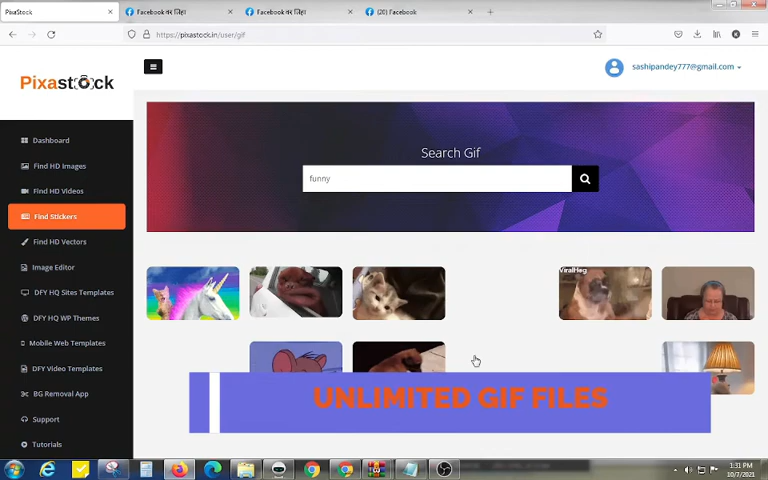 PixaStock
Facebook पर लिखा
Facebook पर लिखा
(20) Facebook
https://pixastock.in/user/gif
Pixastock
sashipandey777@gmail.com
Dashboard
Find HD Images
Find HD Videos
Find Stickers
Find HD Vectors
Image Editor
DFY HQ Sites Templates
DFY HQ WP Themes
Mobile Web Templates
DFY Video Templates
BG Removal App
Support
Tutorials
Search Gif
funny
ViralHog
UNLIMITED GIF FILES
1:31 PM
10/7/2021